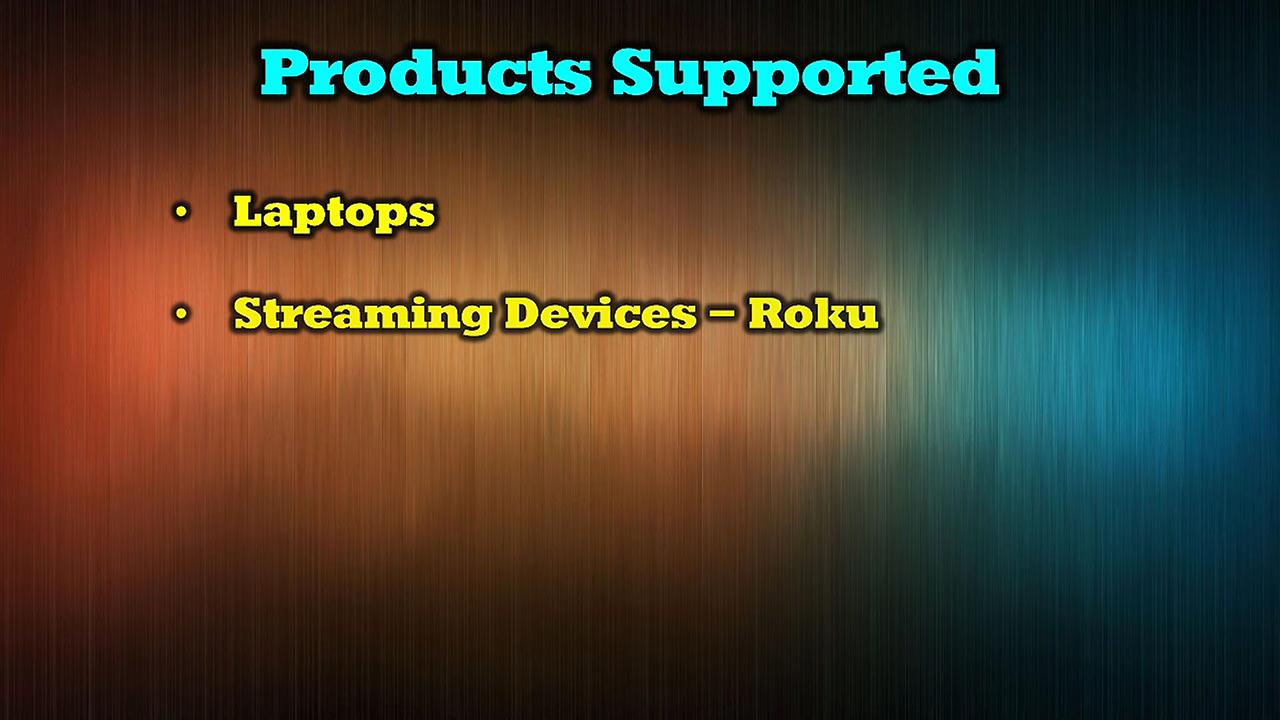 Products Supported
• Laptops
• Streaming Devices – Roku